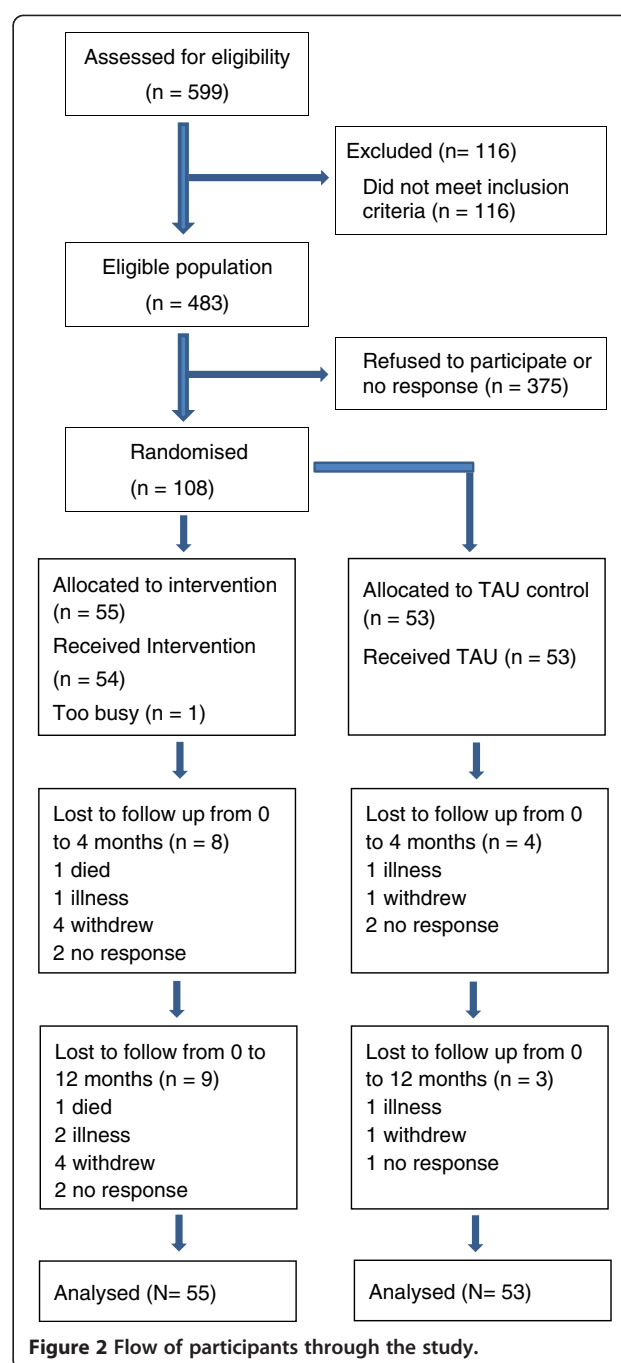 Assessed for eligibility
(n = 599)
Excluded (n= 116)
Did not meet inclusion
criteria (n = 116)
Eligible population
(n = 483)
Refused to participate or
no response (n = 375)
Randomised
(n = 108)
Allocated to intervention
(n = 55)
Received Intervention
(n = 54)
Too busy (n = 1)
Allocated to TAU control
(n = 53)
Received TAU (n = 53)
Lost to follow up from 0
to 4 months (n = 8)
1 died
1 illness
4 withdrew
2 no response
Lost to follow up from 0
to 4 months (n = 4)
1 illness
1 withdrew
2 no response
Lost to follow from 0 to
12 months (n = 9)
1 died
2 illness
4 withdrew
2 no response
Lost to follow up from 0
to 12 months (n = 3)
1 illness
1 withdrew
1 no response
Analysed (N= 55)
Analysed (N= 53)
Figure 2 Flow of participants through the study.